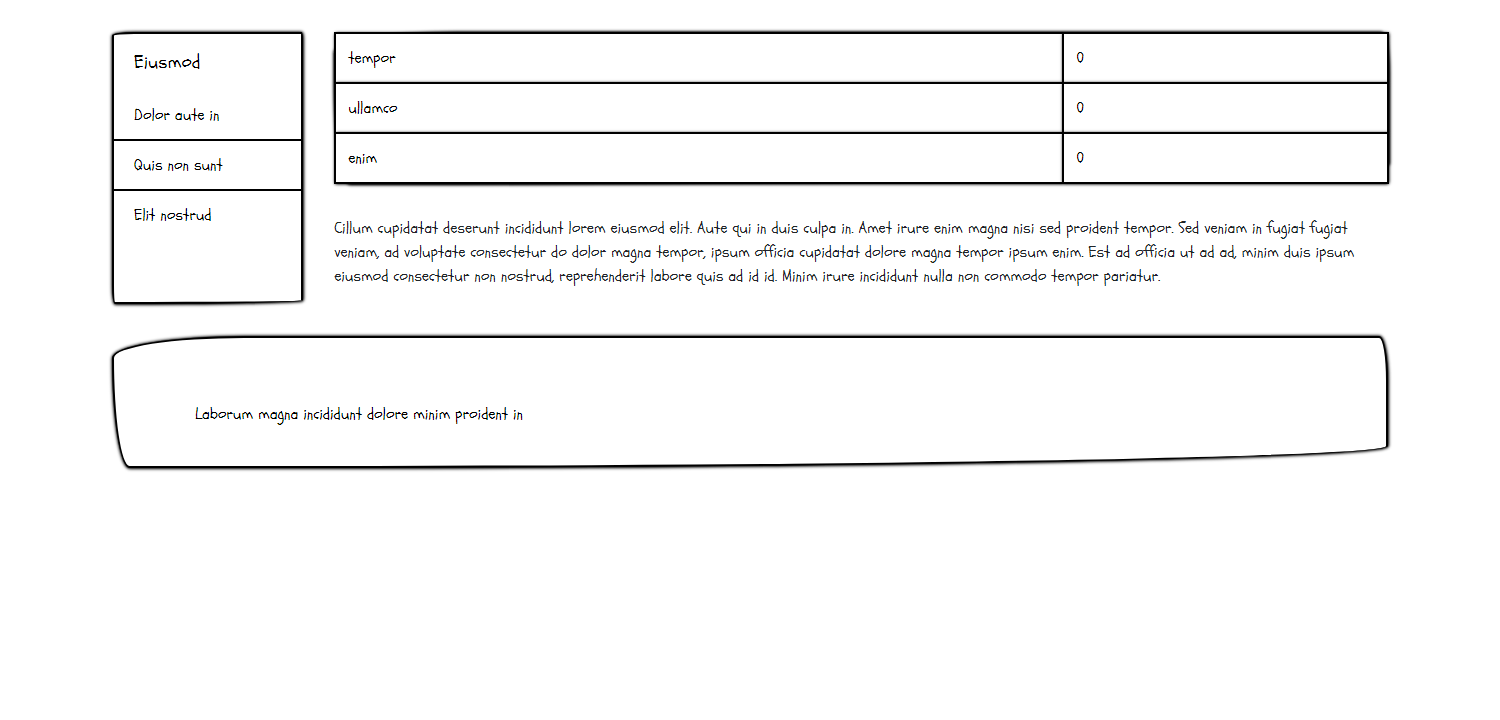 Eiusmod
Dolor aute in
Quis non sunt
Elit nostrud
tempor 0
ullamco 0
enim 0
Cillum cupidatat deserunt incididunt lorem eiusmod elit. Aute qui in duis culpa in. Amet irure enim magna nisi sed proident tempor. Sed veniam in fugiat fugiat
veniam, ad voluptate consectetur do dolor magna tempor, ipsum officia cupidatat dolore magna tempor ipsum enim. Est ad officia ut ad ad, minim duis ipsum
eiusmod consectetur non nostrud, reprehenderit labore quis ad id id. Minim irure incididunt nulla non commodo tempor pariatur.
Laborum magna incididunt dolore minim proident in